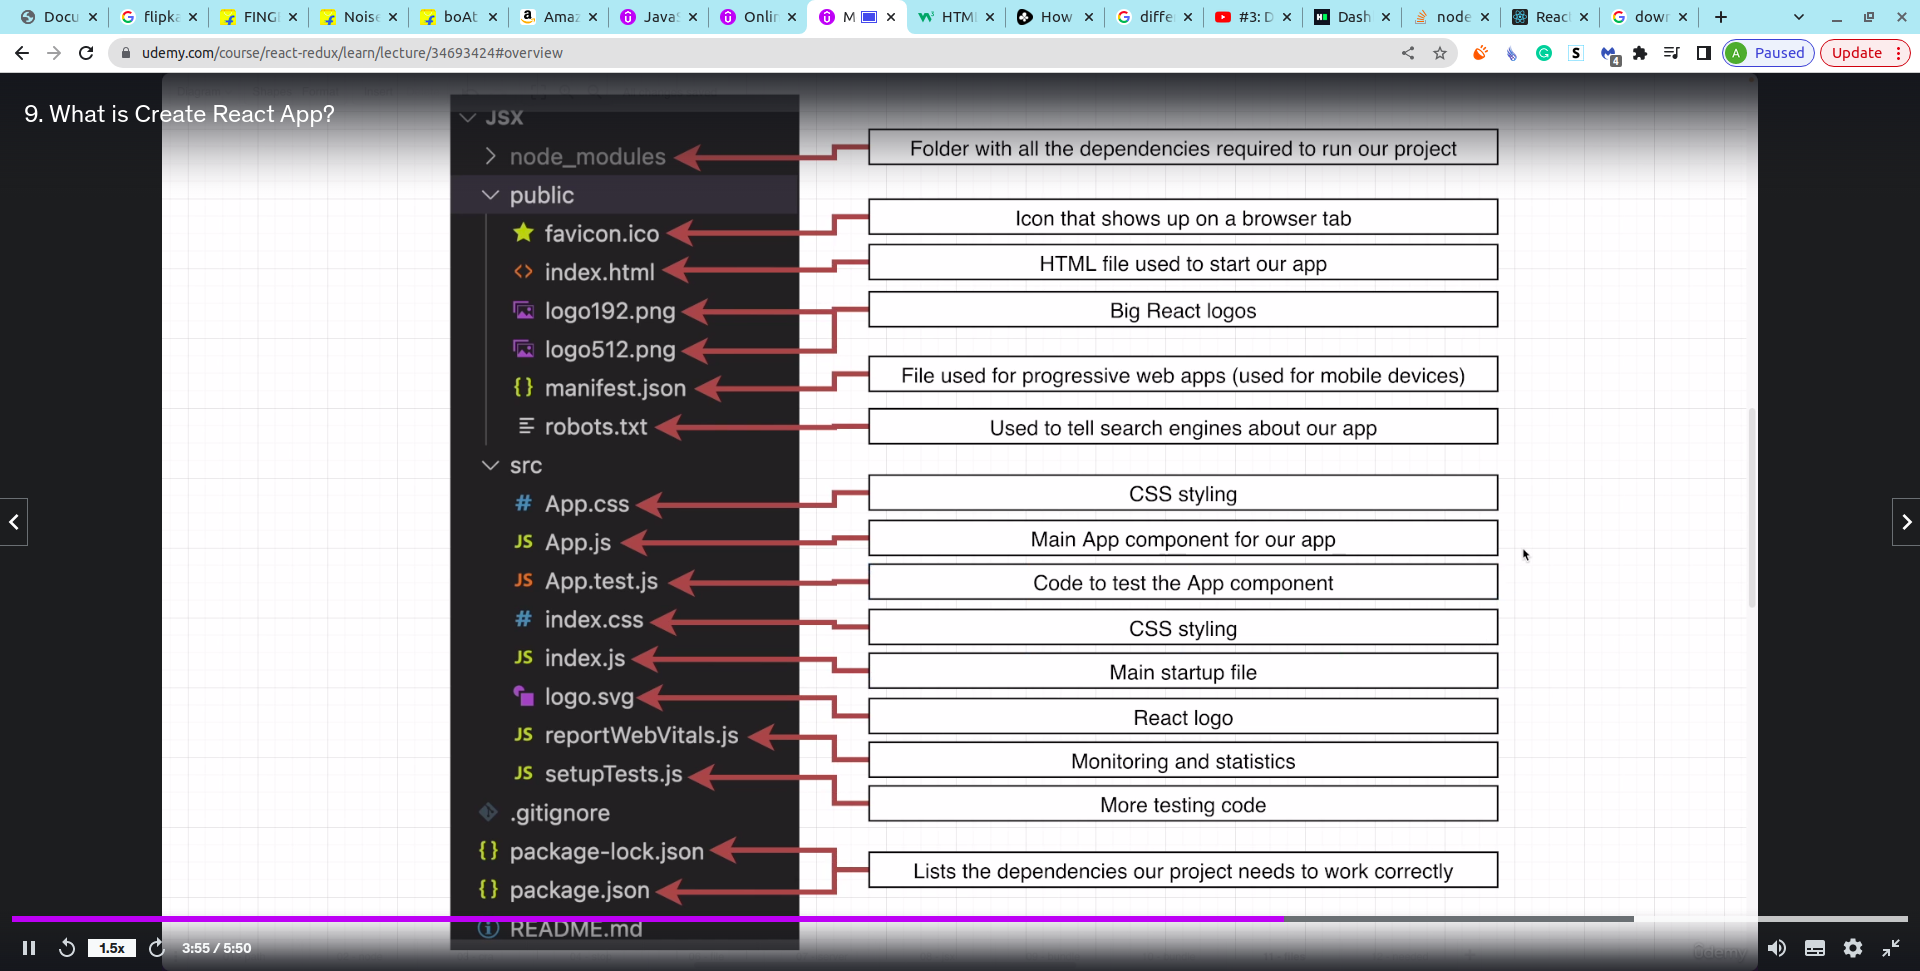 Docu
flipk
FING
Noise
boAt
Amaz
JavaS
Onlin
M
HTML
How
diffe
#3: D
Dash
node
React
dow
udemy.com/course/react-redux/learn/lecture/34693424#overview
4
A Paused
Update
9. What is Create React App?
JSX
node_modules
Folder with all the dependencies required to run our project
public
favicon.ico
Icon that shows up on a browser tab
index.html
HTML file used to start our app
logo192.png
Big React logos
logo512.png
manifest.json
File used for progressive web apps (used for mobile devices)
robots.txt
Used to tell search engines about our app
src
App.css
CSS styling
App.js
Main App component for our app
App.test.js
Code to test the App component
index.css
CSS styling
index.js
Main startup file
logo.svg
React logo
reportWebVitals.js
Monitoring and statistics
setupTests.js
More testing code
.gitignore
package-lock.json
Lists the dependencies our project needs to work correctly
package.json
README.md
1.5x
3:55 / 5:50
Udemy